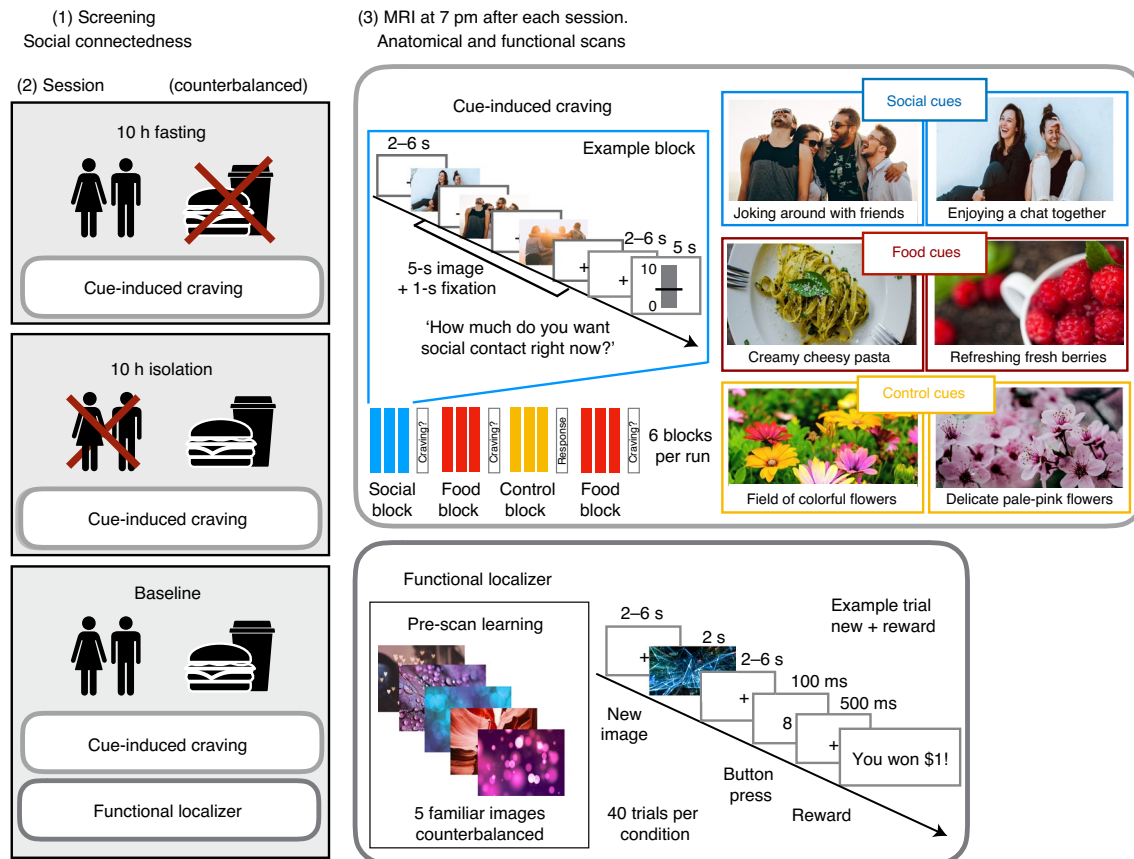 (1) Screening
Social connectedness
(2) Session (counterbalanced)
10 h fasting
Cue-induced craving
10 h isolation
Cue-induced craving
Baseline
Cue-induced craving
Functional localizer
(3) MRI at 7 pm after each session.
Anatomical and functional scans
Cue-induced craving
Example block
2–6 s
2–6 s
5 s
+
+
10
0
5-s image
+ 1-s fixation
'How much do you want
social contact right now?'
Craving?
Craving?
Response
Craving?
6 blocks
per run
Social
block
Food
block
Control
block
Food
block
Social cues
Joking around with friends
Enjoying a chat together
Food cues
Creamy cheesy pasta
Refreshing fresh berries
Control cues
Field of colorful flowers
Delicate pale-pink flowers
Functional localizer
Pre-scan learning
5 familiar images
counterbalanced
Example trial
new + reward
2–6 s
2 s
2–6 s
100 ms
500 ms
+
+
8
+
You won $1!
New
image
Button
press
Reward
40 trials per
condition